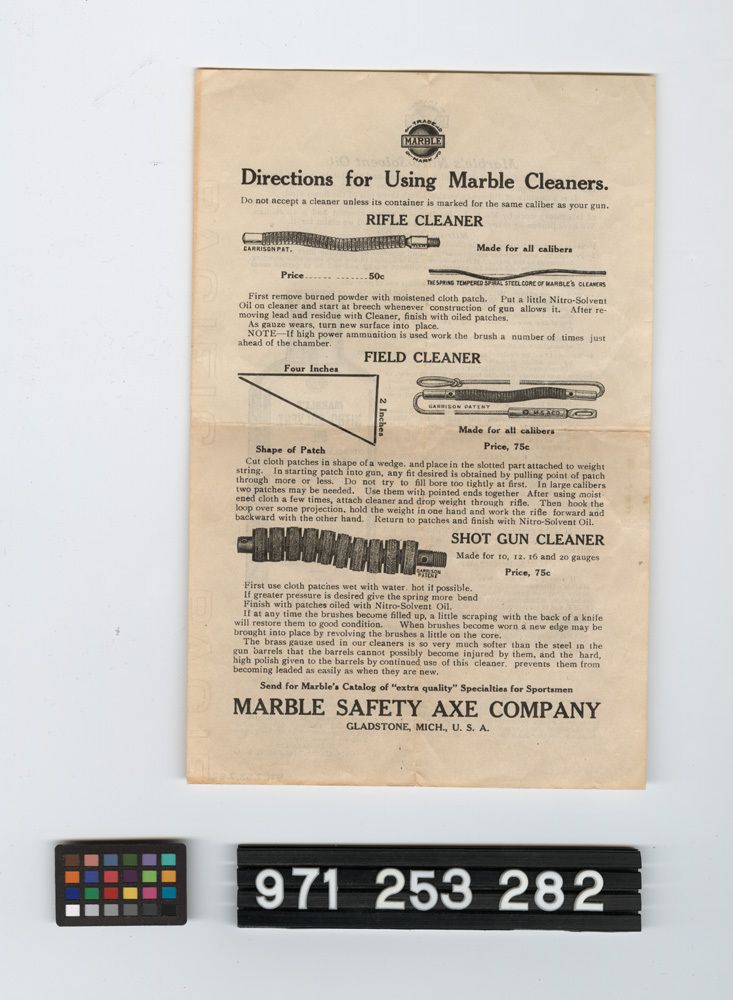 TRADE
MARBLE
MARK
Directions for Using Marble Cleaners.
Do not accept a cleaner unless its container is marked for the same caliber as your gun.
RIFLE CLEANER
GARRISON PAT.
Made for all calibers
Price...... .........50c
THE SPRING TEMPERED SPIRAL STEEL CORE OF MARBLE'S CLEANERS
First remove burned powder with moistened cloth patch. Put a little Nitro-Solvent
Oil on cleaner and start at breech whenever construction of gun allows it. After re-
moving lead and residue with Cleaner, finish with oiled patches.
As gauze wears, turn new surface into place.
NOTE—If high power ammunition is used work the brush a number of times just
ahead of the chamber.
FIELD CLEANER
Four Inches
2 Inches
GARRISON PATENT
M.S.A.CO.
Made for all calibers
Shape of Patch
Price, 75c
Cut cloth patches in shape of a wedge. and place in the slotted part attached to weight
string. In starting patch into gun, any fit desired is obtained by pulling point of patch
through more or less. Do not try to fill bore too tightly at first. In large calibers
two patches may be needed. Use them with pointed ends together After using moist-
ened cloth a few times, attach cleaner and drop weight through rifle. Then hook the
loop over some projection, hold the weight in one hand and work the rifle forward and
backward with the other hand. Return to patches and finish with Nitro-Solvent Oil.
SHOT GUN CLEANER
Made for 10, 12. 16 and 20 gauges
GARRISON
PATENT
Price, 75c
First use cloth patches wet with water. hot if possible.
If greater pressure is desired give the spring more bend
Finish with patches oiled with Nitro-Solvent Oil.
If at any time the brushes become filled up, a little scraping with the back of a knife
will restore them to good condition. When brushes become worn a new edge may be
brought into place by revolving the brushes a little on the core.
The brass gauze used in our cleaners is so very much softer than the steel in the
gun barrels that the barrels cannot possibly become injured by them, and the hard,
high polish given to the barrels by continued use of this cleaner. prevents them from
becoming leaded as easily as when they are new.
Send for Marble's Catalog of "extra quality" Specialties for Sportsmen
MARBLE SAFETY AXE COMPANY
GLADSTONE, MICH., U. S. A.
971 253 282